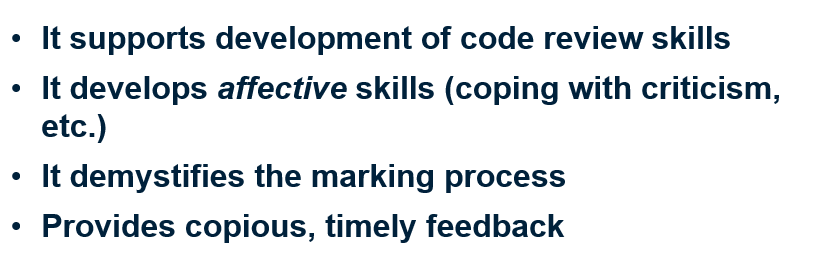 • It supports development of code review skills
• It develops affective skills (coping with criticism,
etc.)
• It demystifies the marking process
• Provides copious, timely feedback